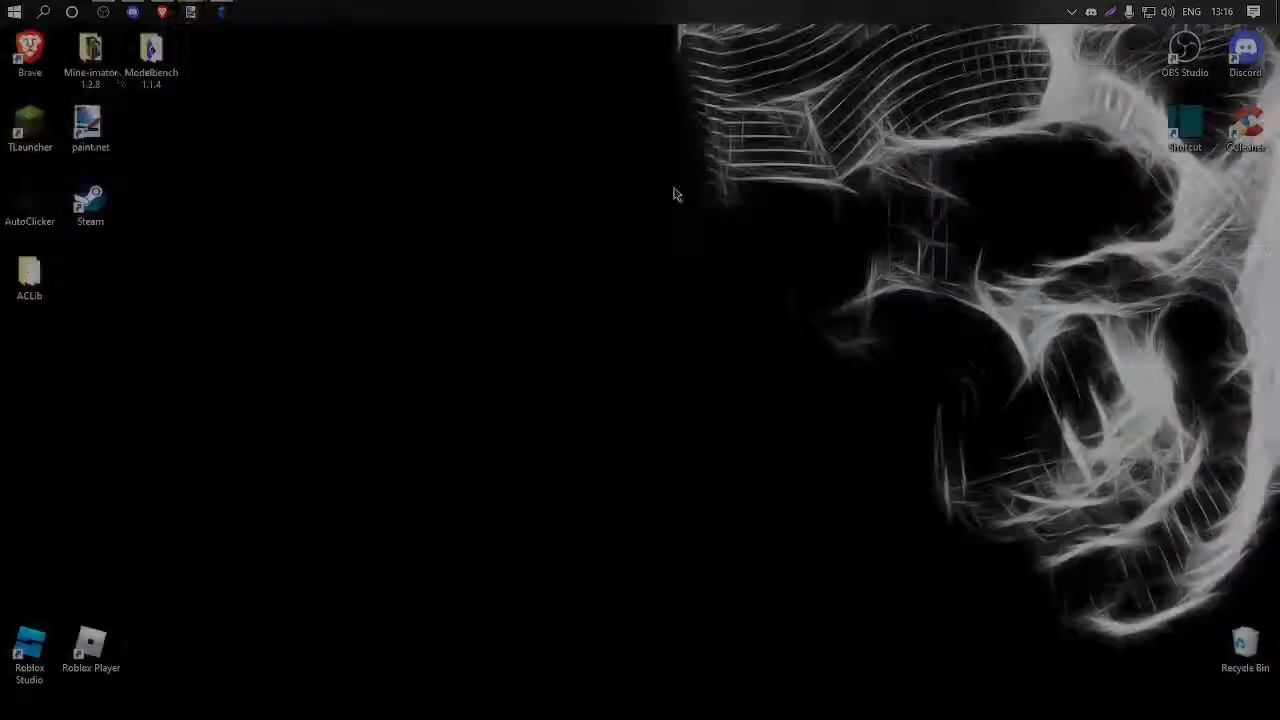 ENG 13:16
Brave
Mine-imator
1.2.8
Modelbench
1.1.4
OBS Studio
Discord
TLauncher
paint.net
Shotcut
CCleaner
AutoClicker
Steam
ACLib
Roblox
Studio
Roblox Player
Recycle Bin